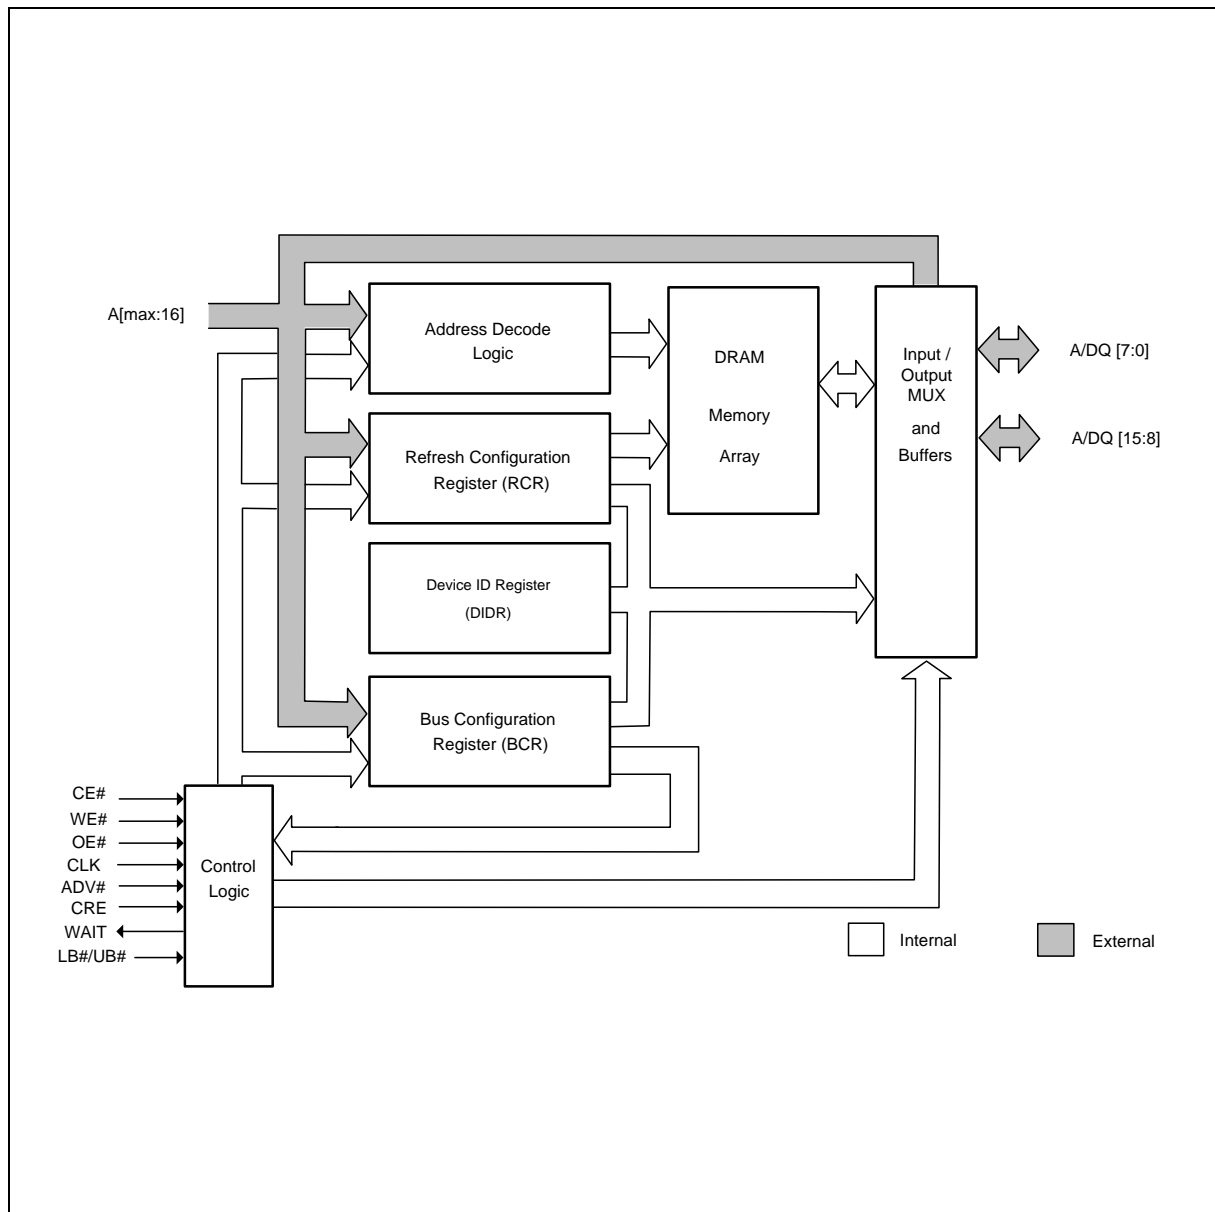 A[max:16]
Address Decode
Logic
DRAM
Memory
Array
Input /
Output
MUX
and
Buffers
A/DQ [7:0]
A/DQ [15:8]
Refresh Configuration
Register (RCR)
Device ID Register
(DIDR)
Bus Configuration
Register (BCR)
CE#
WE#
OE#
CLK
ADV#
CRE
WAIT
LB#/UB#
Control
Logic
Internal
External